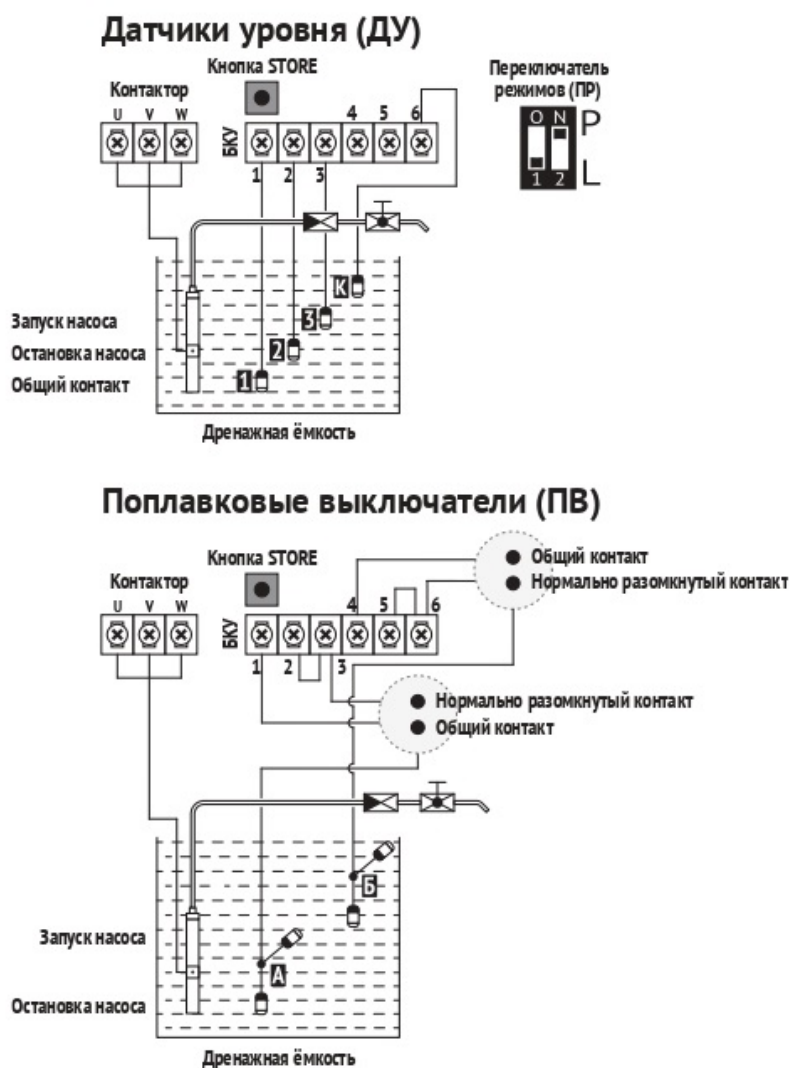 Датчики уровня (ДУ)
Кнопка STORE
Переключатель
режимов (ПР)
Контактор
U V W
БКУ
4 5 6
1 2 3
O N
1 2
P
L
К
3
2
1
Запуск насоса
Остановка насоса
Общий контакт
Дренажная ёмкость
Поплавковые выключатели (ПВ)
Кнопка STORE
Общий контакт
Нормально разомкнутый контакт
Контактор
U V W
БКУ
4 5 6
1 2 3
Нормально разомкнутый контакт
Общий контакт
Б
А
Запуск насоса
Остановка насоса
Дренажная ёмкость